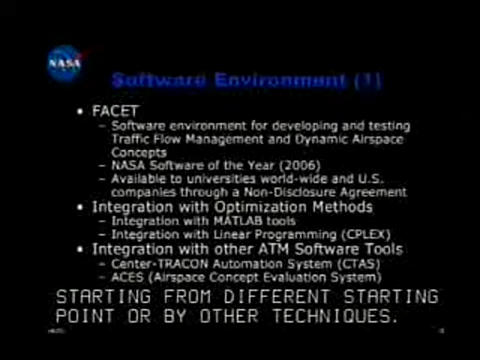 NASA
Software Environment (1)
• FACET
– Software environment for developing and testing
Traffic Flow Management and Dynamic Airspace
Concepts
– NASA Software of the Year (2006)
– Available to universities world-wide and U.S.
companies through a Non-Disclosure Agreement
• Integration with Optimization Methods
– Integration with MATLAB tools
– Integration with Linear Programming (CPLEX)
• Integration with other ATM Software Tools
– Center-TRACON Automation System (CTAS)
– ACES (Airspace Concept Evaluation System)
STARTING FROM DIFFERENT STARTING
POINT OR BY OTHER TECHNIQUES.